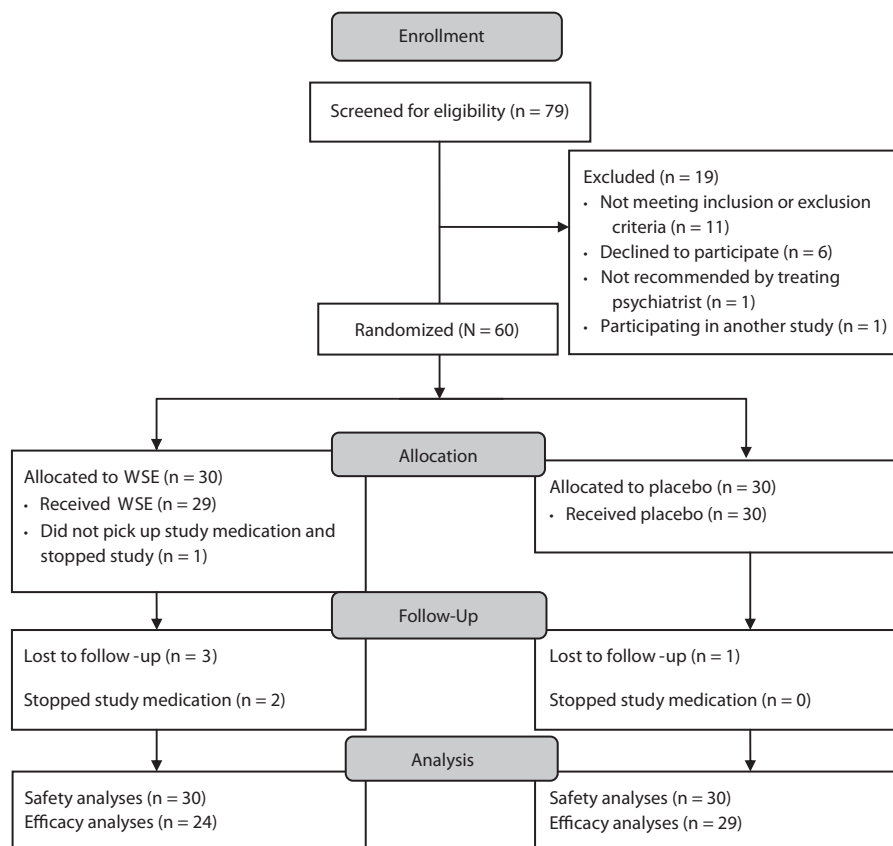 Enrollment
Screened for eligibility (n = 79)
Excluded (n = 19)
• Not meeting inclusion or exclusion
criteria (n = 11)
• Declined to participate (n = 6)
• Not recommended by treating
psychiatrist (n = 1)
• Participating in another study (n = 1)
Randomized (N = 60)
Allocation
Allocated to WSE (n = 30)
• Received WSE (n = 29)
• Did not pick up study medication and
stopped study (n = 1)
Allocated to placebo (n = 30)
• Received placebo (n = 30)
Follow-Up
Lost to follow -up (n = 3)
Stopped study medication (n = 2)
Lost to follow -up (n = 1)
Stopped study medication (n = 0)
Analysis
Safety analyses (n = 30)
Efficacy analyses (n = 24)
Safety analyses (n = 30)
Efficacy analyses (n = 29)